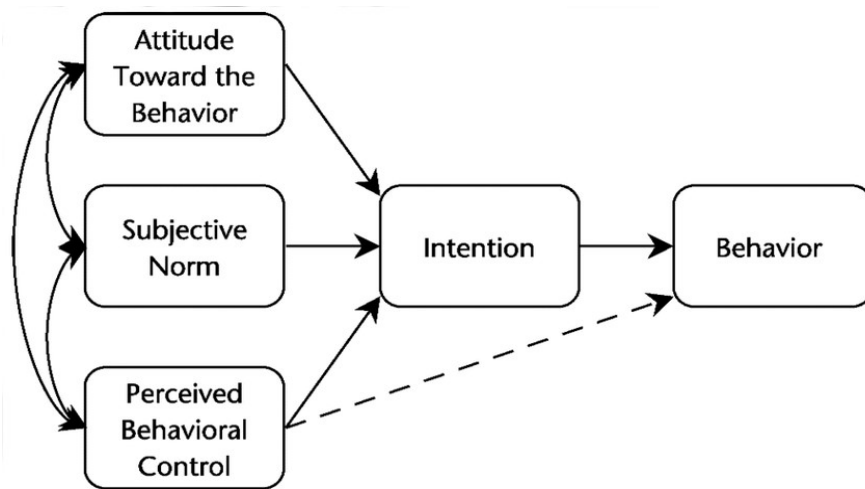 Attitude
Toward the
Behavior
Subjective
Norm
Intention
Behavior
Perceived
Behavioral
Control